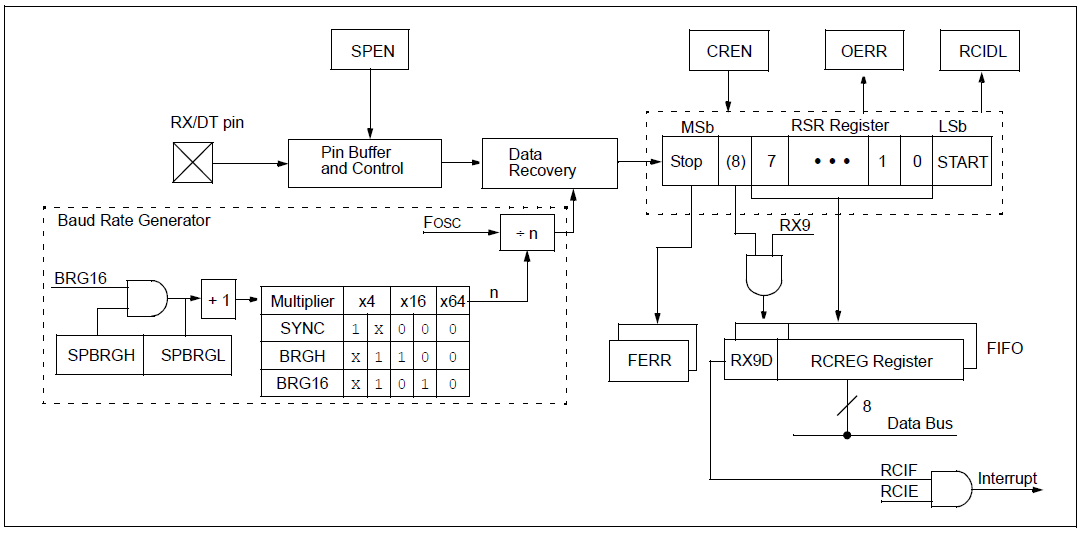 SPEN
CREN
OERR
RCIDL
RX/DT pin
MSb
RSR Register
LSb
Pin Buffer
and Control
Data
Recovery
Stop
(8)
7
• • •
1
0
START
Baud Rate Generator
FOSC
÷ n
RX9
BRG16
+ 1
n
Multiplier x4 x16 x64
SYNC 1 X 0 0 0
BRGH X 1 1 0 0
BRG16 X 1 0 1 0
SPBRGH
SPBRGL
FERR
RX9D
RCREG Register
FIFO
8
Data Bus
RCIF
RCIE
Interrupt